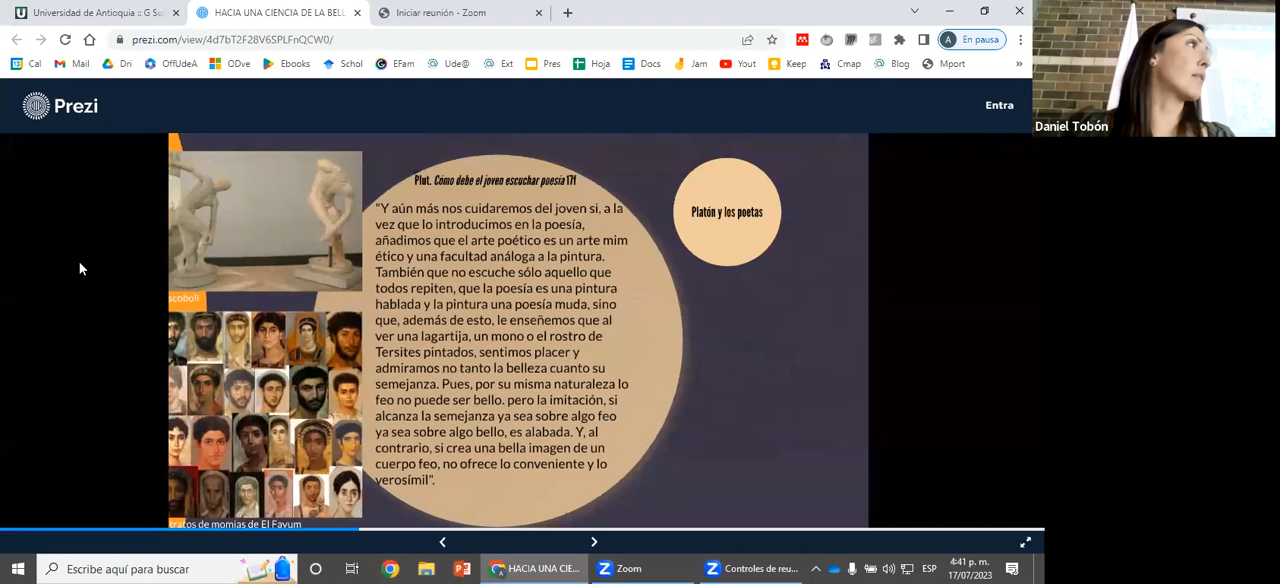 Universidad de Antioquia :: G Su
HACIA UNA CIENCIA DE LA BELL
Iniciar reunión - Zoom
prezi.com/view/4d7bT2F28V6SPLFnQCW0/
A En pausa
Cal Mail Dri OffUdeA ODve Ebooks Schol EFam Ude@ Ext Pres Hoja Docs Jam Yout Keep Cmap Blog Mport »
Prezi
Entra
Daniel Tobón
Plut. Cómo debe el joven escuchar poesía 17f
"Y aún más nos cuidaremos del joven si, a la
vez que lo introducimos en la poesía,
añadimos que el arte poético es un arte mim
ético y una facultad análoga a la pintura.
También que no escuche sólo aquello que
todos repiten, que la poesía es una pintura
hablada y la pintura una poesía muda, sino
que, además de esto, le enseñemos que al
ver una lagartija, un mono o el rostro de
Tersites pintados, sentimos placer y
admiramos no tanto la belleza cuanto su
semejanza. Pues, por su misma naturaleza lo
feo no puede ser bello. pero la imitación, si
alcanza la semejanza ya sea sobre algo feo
ya sea sobre algo bello, es alabada. Y, al
contrario, si crea una bella imagen de un
cuerpo feo, no ofrece lo conveniente y lo
verosímil".
Platón y los poetas
scoboli
tratos de momias de El Fayum
Escribe aquí para buscar
HACIA UNA CIE...
Zoom
Controles de reu...
ESP
4:41 p. m.
17/07/2023